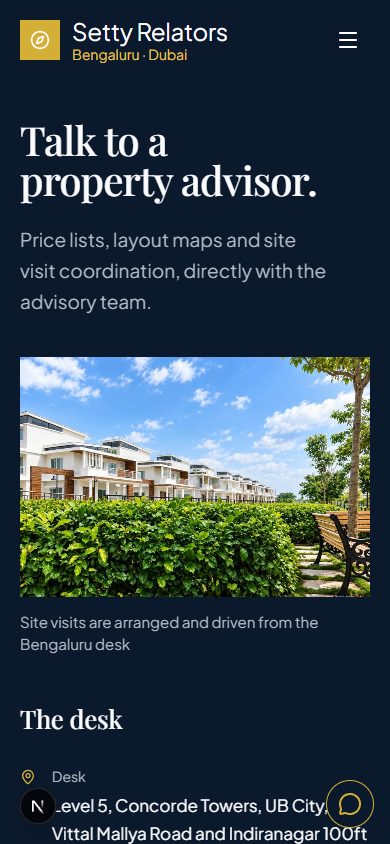 Setty Relators
Bengaluru · Dubai
Talk to a
property advisor.
Price lists, layout maps and site
visit coordination, directly with the
advisory team.
Site visits are arranged and driven from the
Bengaluru desk
The desk
Desk
N
Level 5, Concorde Towers, UB City,
Vittal Mallya Road and Indiranagar 100ft